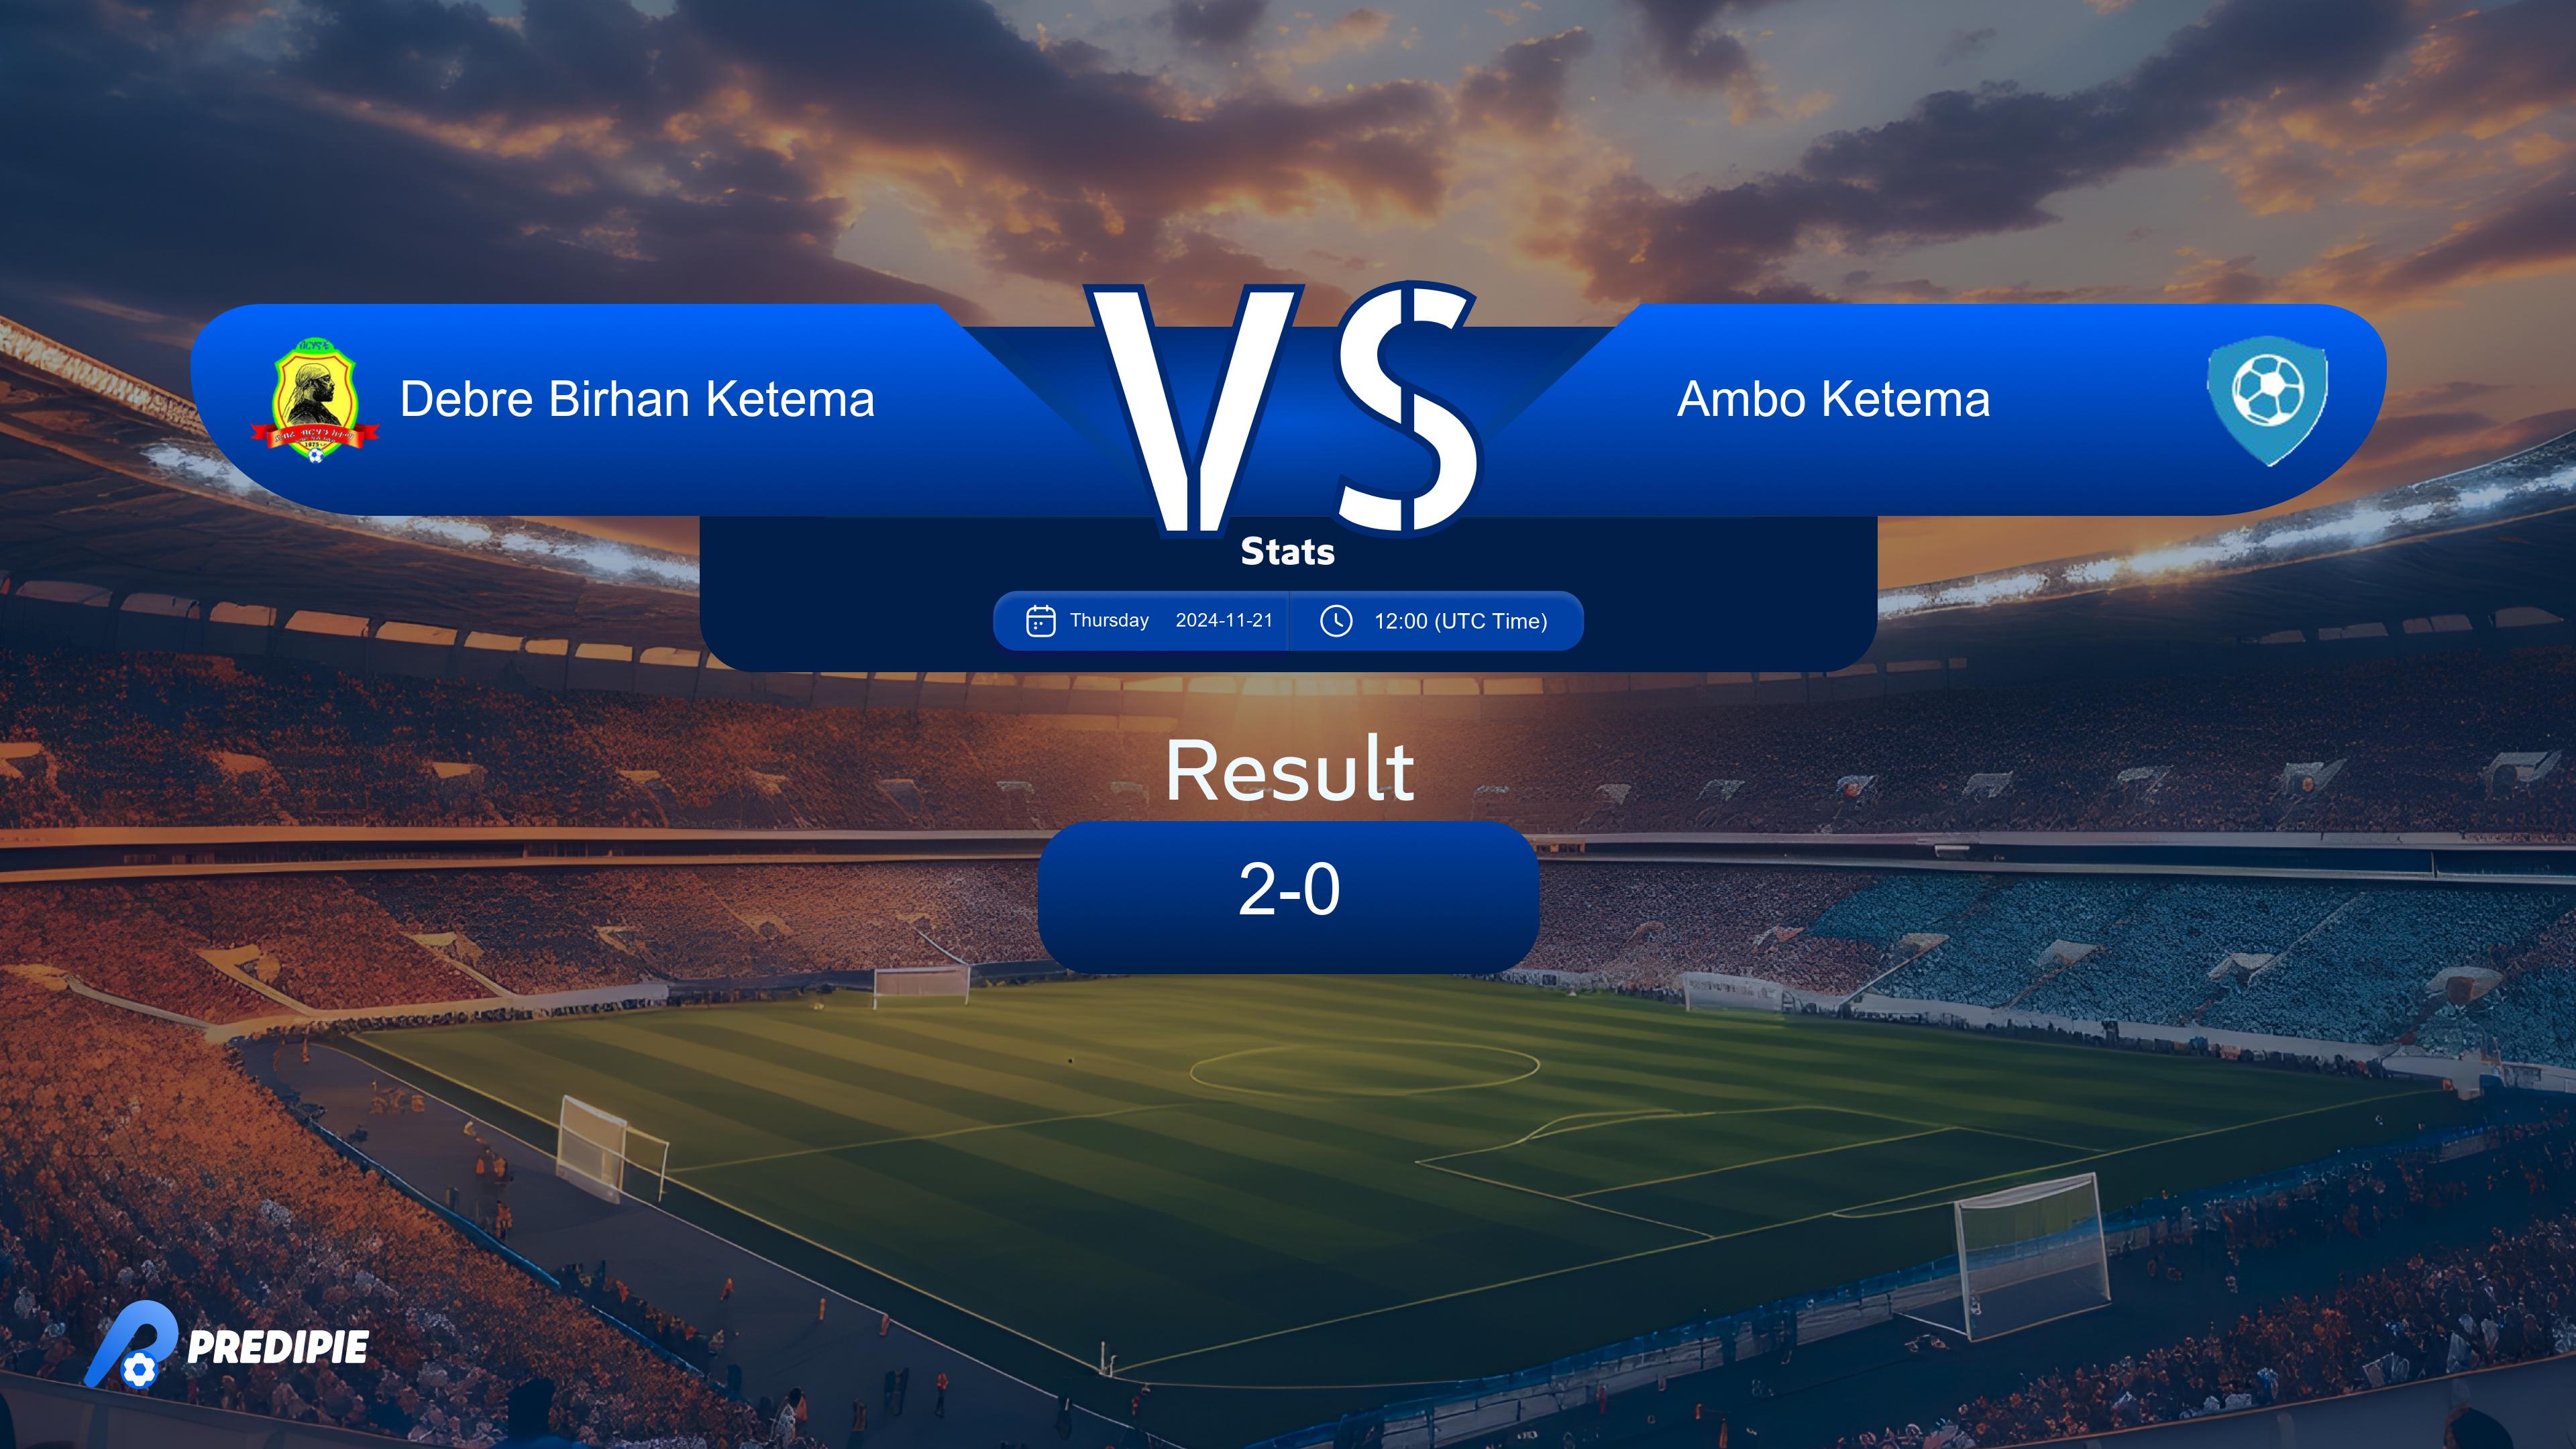 Debre Birhan Ketema
VS
Ambo Ketema
Stats
Thursday 2024-11-21 12:00 (UTC Time)
Result
2-0
PREDIPIE